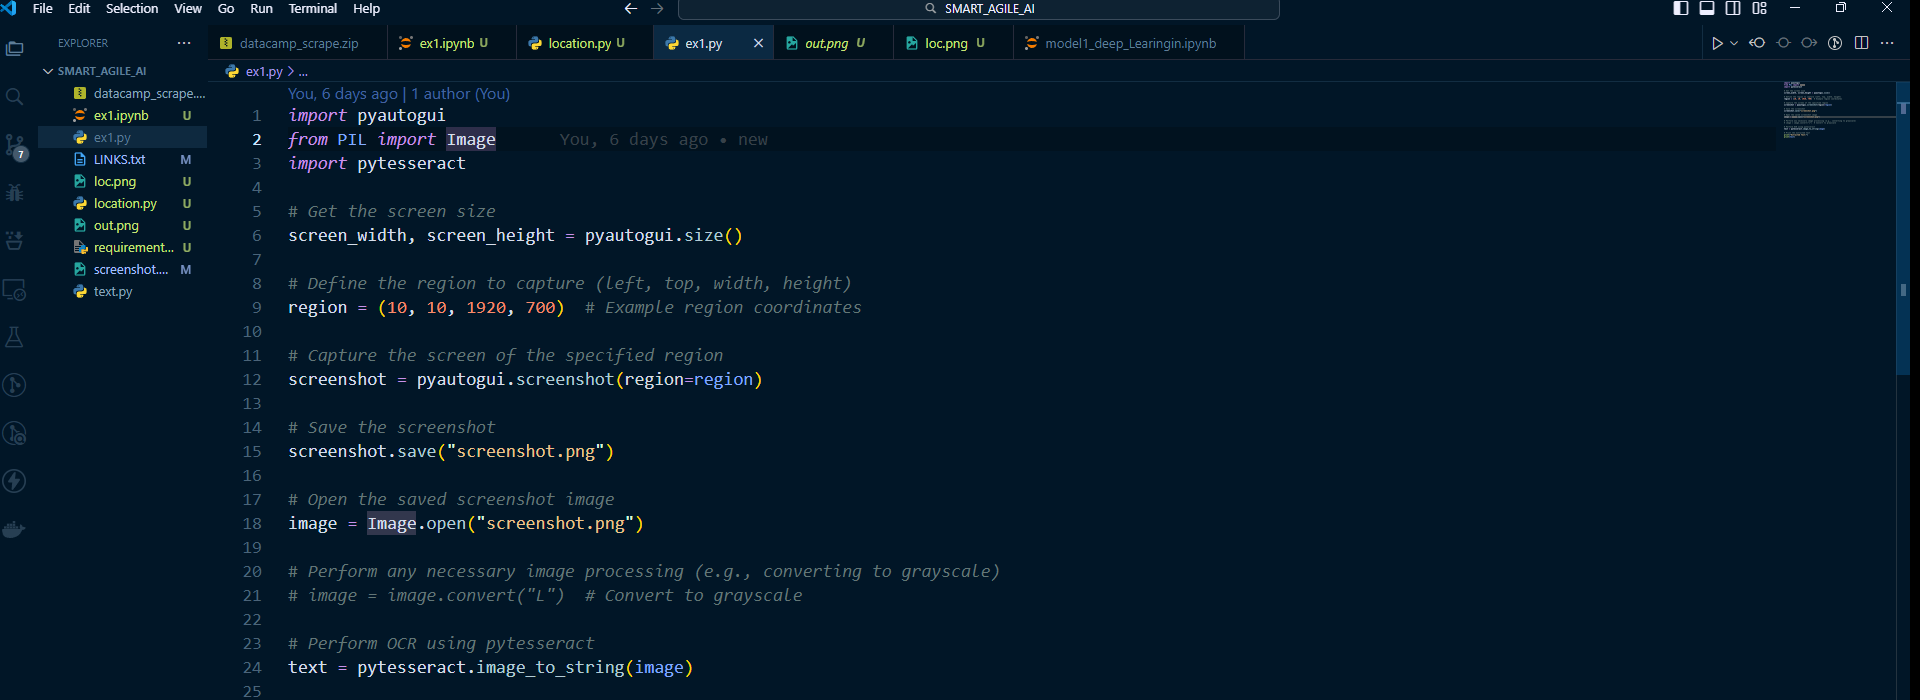 File Edit Selection View Go Run Terminal Help
SMART_AGILE_AI
EXPLORER
SMART_AGILE_AI
datacamp_scrape....
ex1.ipynb U
ex1.py
LINKS.txt M
loc.png U
location.py U
out.png U
requirement... U
screenshot.... M
text.py
7
datacamp_scrape.zip
ex1.ipynb U
location.py U
ex1.py
out.png U
loc.png U
model1_deep_Learingin.ipynb
ex1.py > ...
You, 6 days ago | 1 author (You)
1 import pyautogui
2 from PIL import Image You, 6 days ago • new
3 import pytesseract
4
5 # Get the screen size
6 screen_width, screen_height = pyautogui.size()
7
8 # Define the region to capture (left, top, width, height)
9 region = (10, 10, 1920, 700)  # Example region coordinates
10
11 # Capture the screen of the specified region
12 screenshot = pyautogui.screenshot(region=region)
13
14 # Save the screenshot
15 screenshot.save("screenshot.png")
16
17 # Open the saved screenshot image
18 image = Image.open("screenshot.png")
19
20 # Perform any necessary image processing (e.g., converting to grayscale)
21 # image = image.convert("L")  # Convert to grayscale
22
23 # Perform OCR using pytesseract
24 text = pytesseract.image_to_string(image)
25